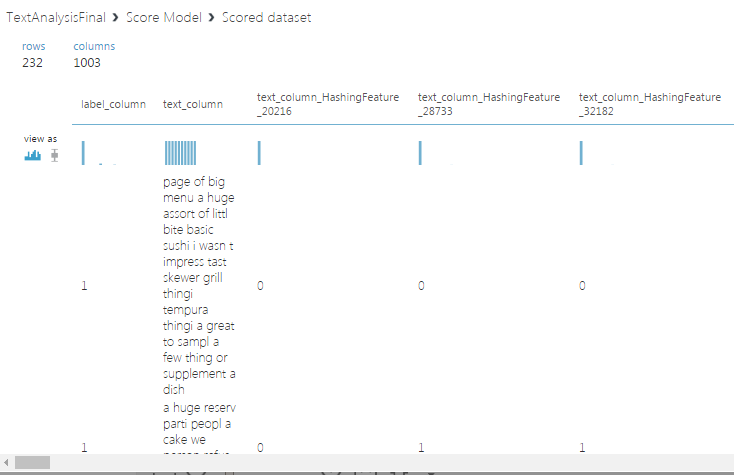 TextAnalysisFinal › Score Model › Scored dataset
rows columns
232 1003
label_column text_column text_column_HashingFeature_20216 text_column_HashingFeature_28733 text_column_HashingFeature_32182
view as
page of big
menu a huge
assort of littl
bite basic
sushi i wasn t
impress tast
1 skewer grill 0 0 0
thingi
tempura
thingi a great
to sampl a
few thing or
supplement a
dish
a huge reserv
parti peopl a
cake we
1 0 1 1